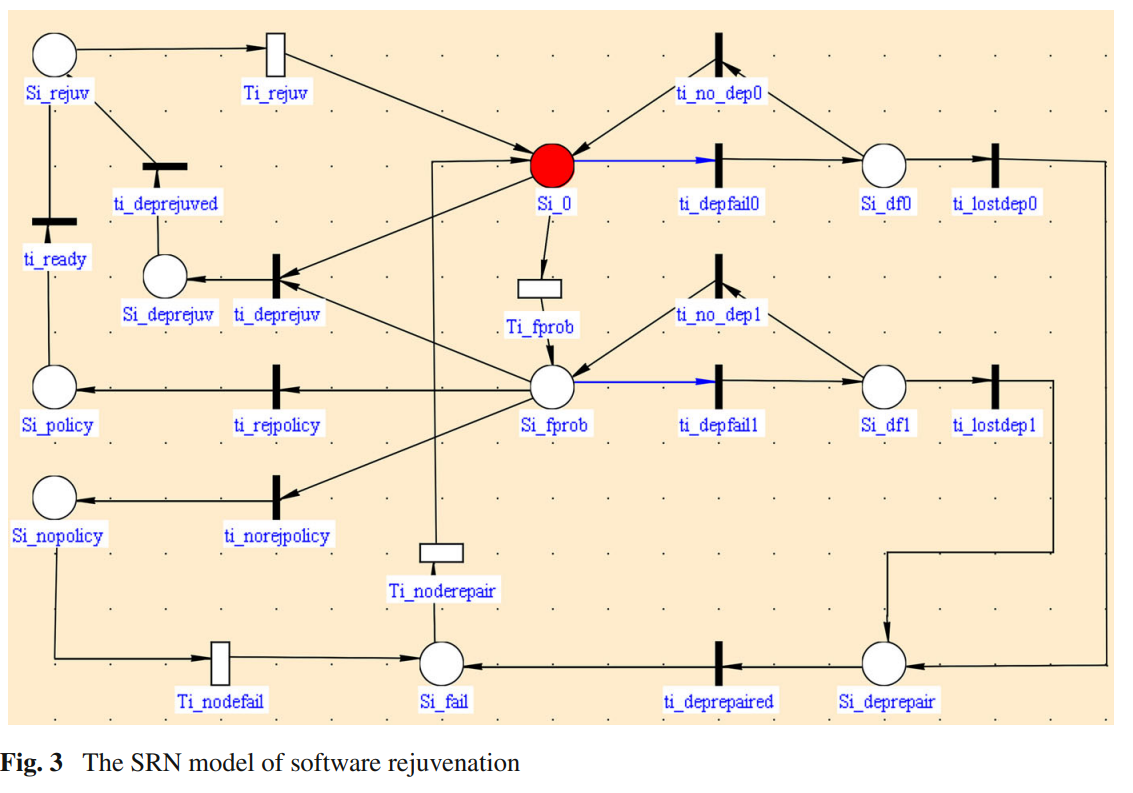 Si_rejuv
Ti_rejuv
ti_no_dep0
ti_deprejuved
Si_0
ti_depfail0
Si_df0
ti_lostdep0
ti_ready
Si_deprejuv
ti_deprejuv
Ti_fprob
ti_no_dep1
Si_policy
ti_rejpolicy
Si_fprob
ti_depfail1
Si_df1
ti_lostdep1
Si_nopolicy
ti_norejpolicy
Ti_noderepair
Ti_nodefail
Si_fail
ti_deprepaired
Si_deprepair
Fig. 3 The SRN model of software rejuvenation